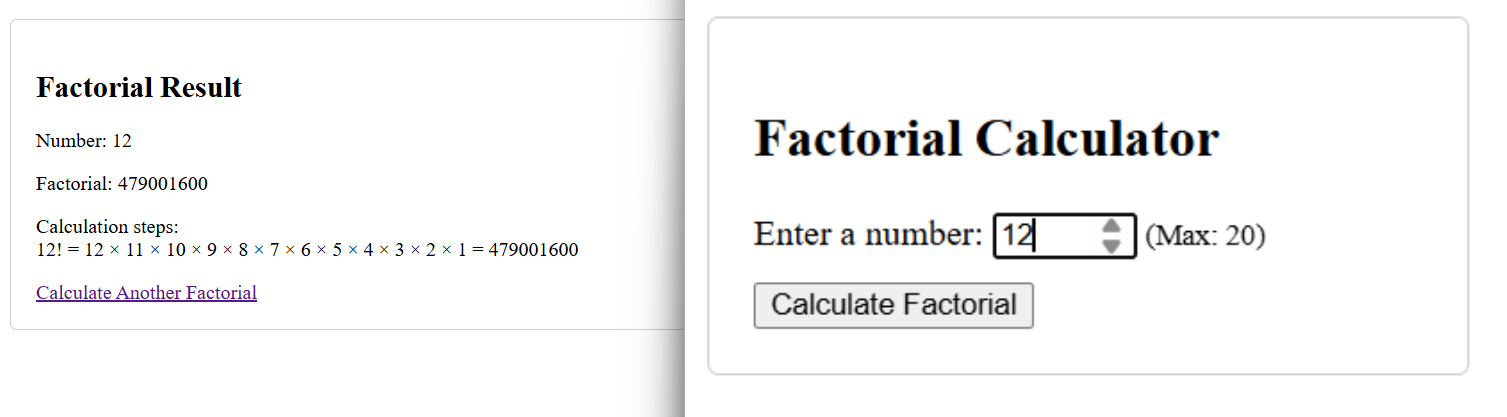 Factorial Result
Number: 12
Factorial: 479001600
Calculation steps:
12! = 12 × 11 × 10 × 9 × 8 × 7 × 6 × 5 × 4 × 3 × 2 × 1 = 479001600
Calculate Another Factorial
Factorial Calculator
Enter a number: 12 (Max: 20)
Calculate Factorial